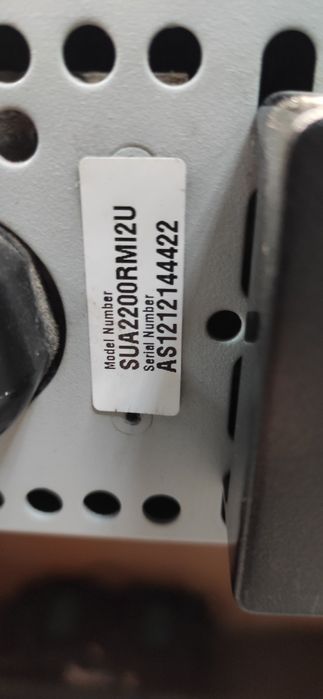 Model Number
SUA2200RMI2U
Serial Number
AS1212144422